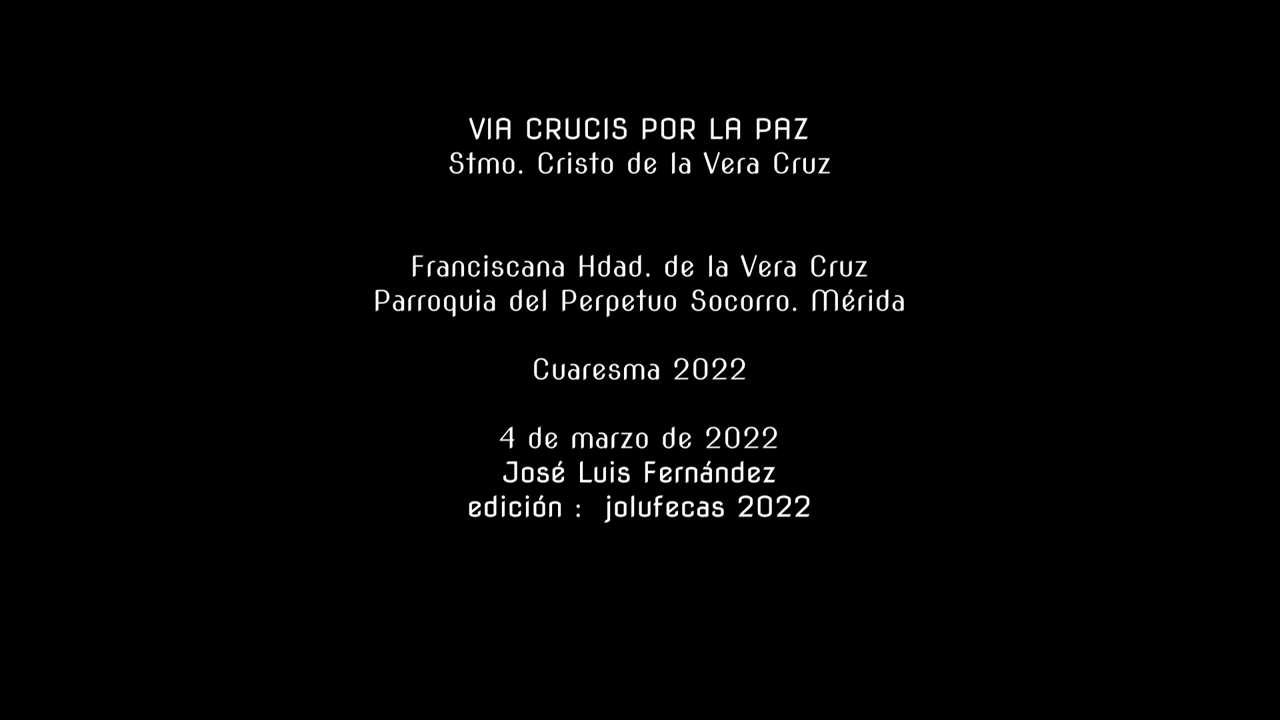 VIA CRUCIS POR LA PAZ
Stmo. Cristo de la Vera Cruz
Franciscana Hdad. de la Vera Cruz
Parroquia del Perpetuo Socorro. Mérida
Cuaresma 2022
4 de marzo de 2022
José Luis Fernández
edición :  jolufecas 2022